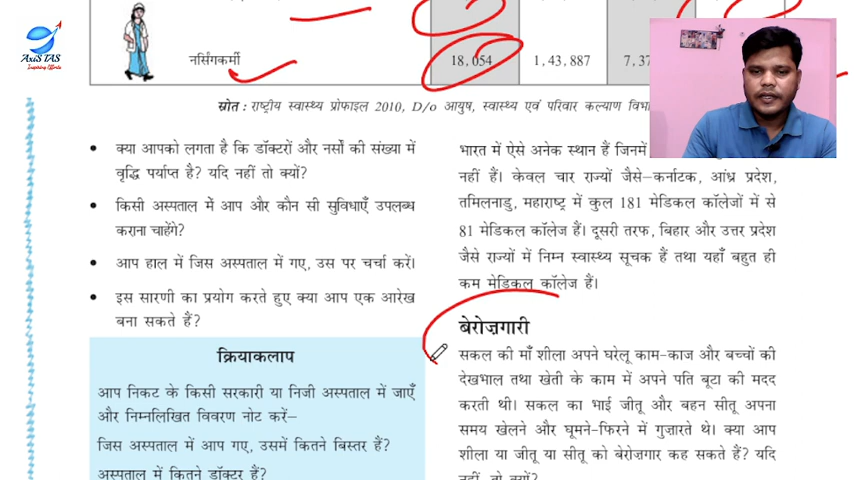 AxiS TAS
Inspiring Efforts
नर्सिंगकर्मी 18,054 1,43,887
स्रोत : राष्ट्रीय स्वास्थ्य प्रोफाइल 2010, D/o आयुष, स्वास्थ्य एवं परिवार कल्याण
• क्या आपको लगता है कि डॉक्टरों और नर्सों की संख्या में
वृद्धि पर्याप्त है? यदि नहीं तो क्यों?
• किसी अस्पताल में आप और कौन सी सुविधाएँ उपलब्ध
कराना चाहेंगे?
• आप हाल में जिस अस्पताल में गए, उस पर चर्चा करें।
• इस सारणी का प्रयोग करते हुए क्या आप एक आरेख
बना सकते हैं?
क्रियाकलाप
आप निकट के किसी सरकारी या निजी अस्पताल में जाएँ
और निम्नलिखित विवरण नोट करें–
जिस अस्पताल में आप गए, उसमें कितने बिस्तर हैं?
अस्पताल में कितने डॉक्टर हैं?
भारत में ऐसे अनेक स्थान हैं जिनमें
नहीं हैं। केवल चार राज्यों जैसे–कर्नाटक, आंध्र प्रदेश,
तमिलनाडु, महाराष्ट्र में कुल 181 मेडिकल कॉलेजों में से
81 मेडिकल कॉलेज हैं। दूसरी तरफ, बिहार और उत्तर प्रदेश
जैसे राज्यों में निम्न स्वास्थ्य सूचक हैं तथा यहाँ बहुत ही
कम मेडिकल कॉलेज हैं।
बेरोज़गारी
सकल की माँ शीला अपने घरेलू काम-काज और बच्चों की
देखभाल तथा खेती के काम में अपने पति बूटा की मदद
करती थी। सकल का भाई जीतू और बहन सीतू अपना
समय खेलने और घूमने-फिरने में गुज़ारते थे। क्या आप
शीला या जीतू या सीतू को बेरोज़गार कह सकते हैं? यदि
नहीं, तो क्यों?